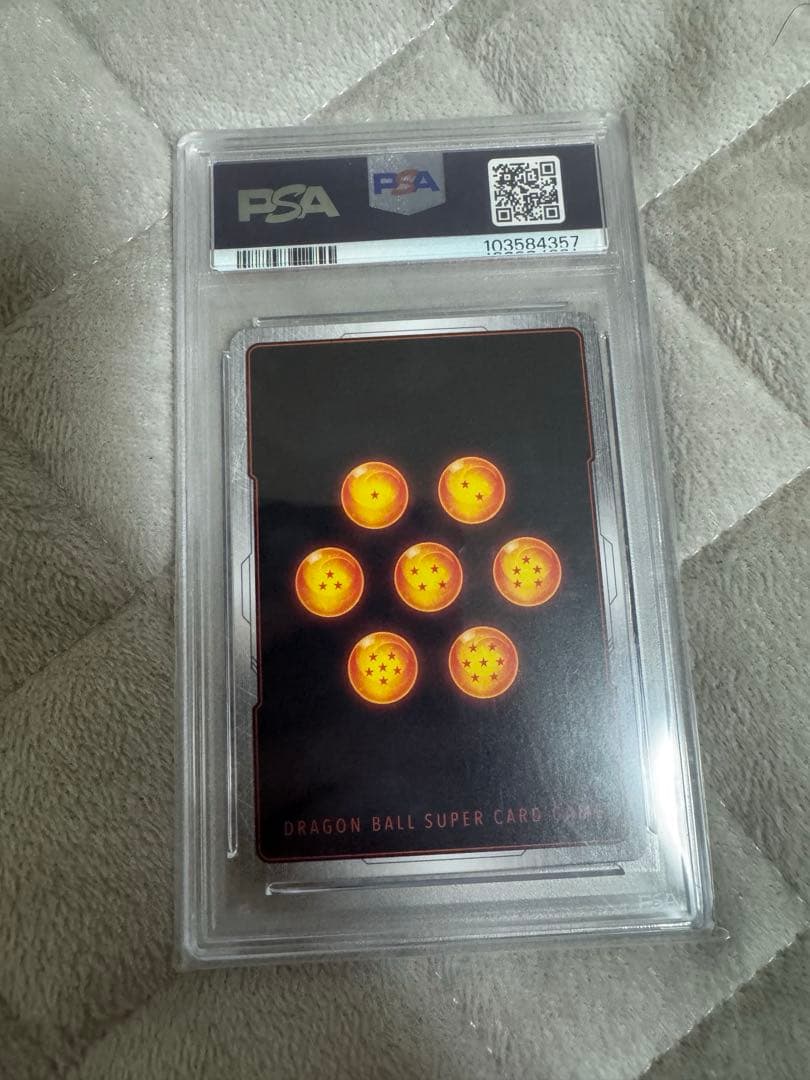 PSA
PSA
103584357
DRAGON BALL SUPER CARD GAME